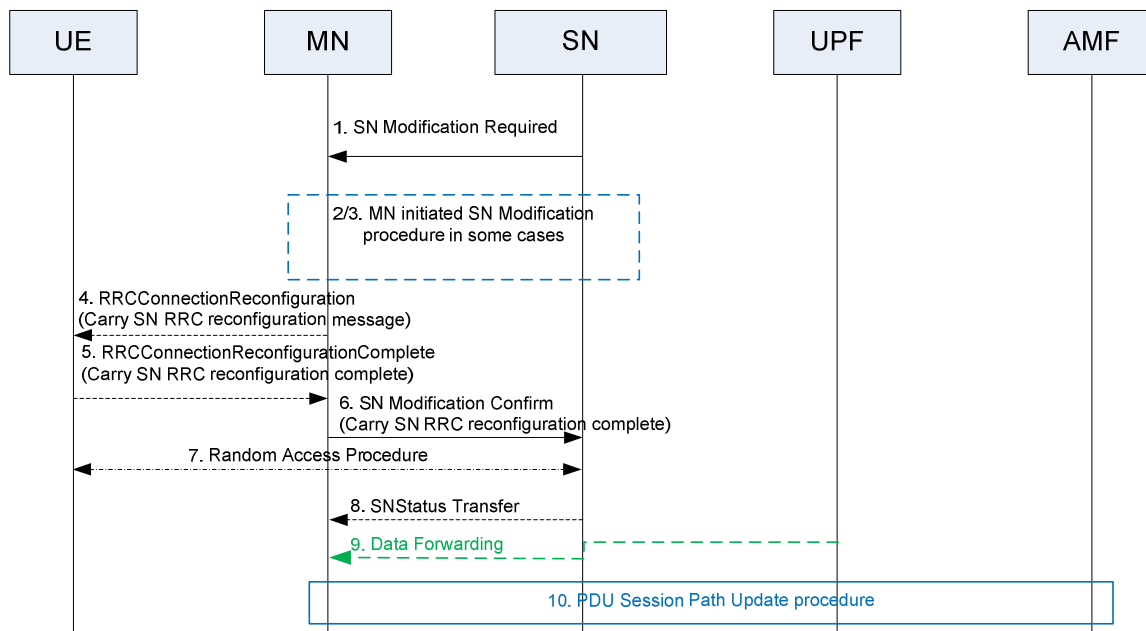 UE
MN
SN
UPF
AMF
1. SN Modification Required
2/3. MN initiated SN Modification
procedure in some cases
4. RRCConnectionReconfiguration
(Carry SN RRC reconfiguration message)
5. RRCConnectionReconfigurationComplete
(Carry SN RRC reconfiguration complete)
6. SN Modification Confirm
(Carry SN RRC reconfiguration complete)
7. Random Access Procedure
8. SNStatus Transfer
9. Data Forwarding
10. PDU Session Path Update procedure